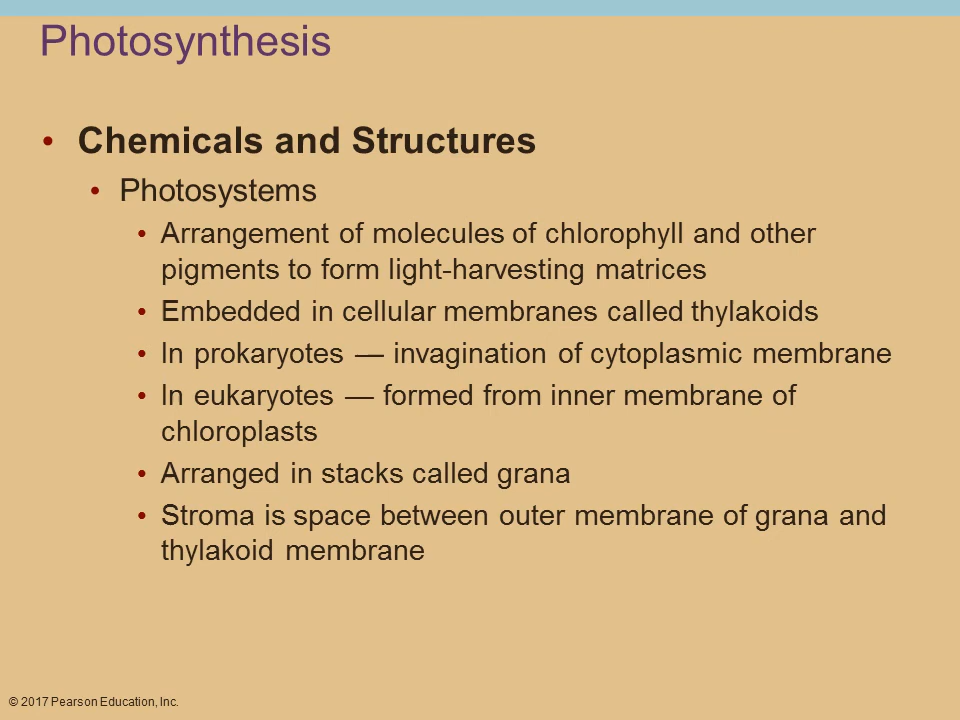 Photosynthesis
• Chemicals and Structures
• Photosystems
• Arrangement of molecules of chlorophyll and other
pigments to form light-harvesting matrices
• Embedded in cellular membranes called thylakoids
• In prokaryotes — invagination of cytoplasmic membrane
• In eukaryotes — formed from inner membrane of
chloroplasts
• Arranged in stacks called grana
• Stroma is space between outer membrane of grana and
thylakoid membrane
© 2017 Pearson Education, Inc.